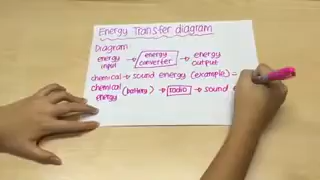 Energy Transfer diagram
Diagram:
energy input → energy converter → energy output
chemical → sound energy (example) =
chemical energy (battery) → radio → sound